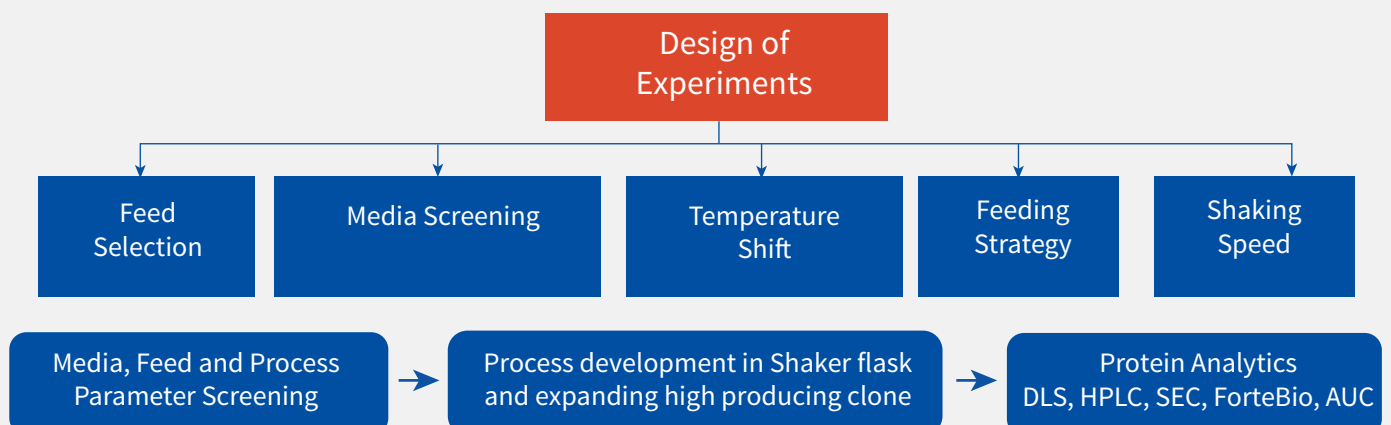 Design of
Experiments
Feed
Selection
Media Screening
Temperature
Shift
Feeding
Strategy
Shaking
Speed
Media, Feed and Process
Parameter Screening
Process development in Shaker flask
and expanding high producing clone
Protein Analytics
DLS, HPLC, SEC, ForteBio, AUC